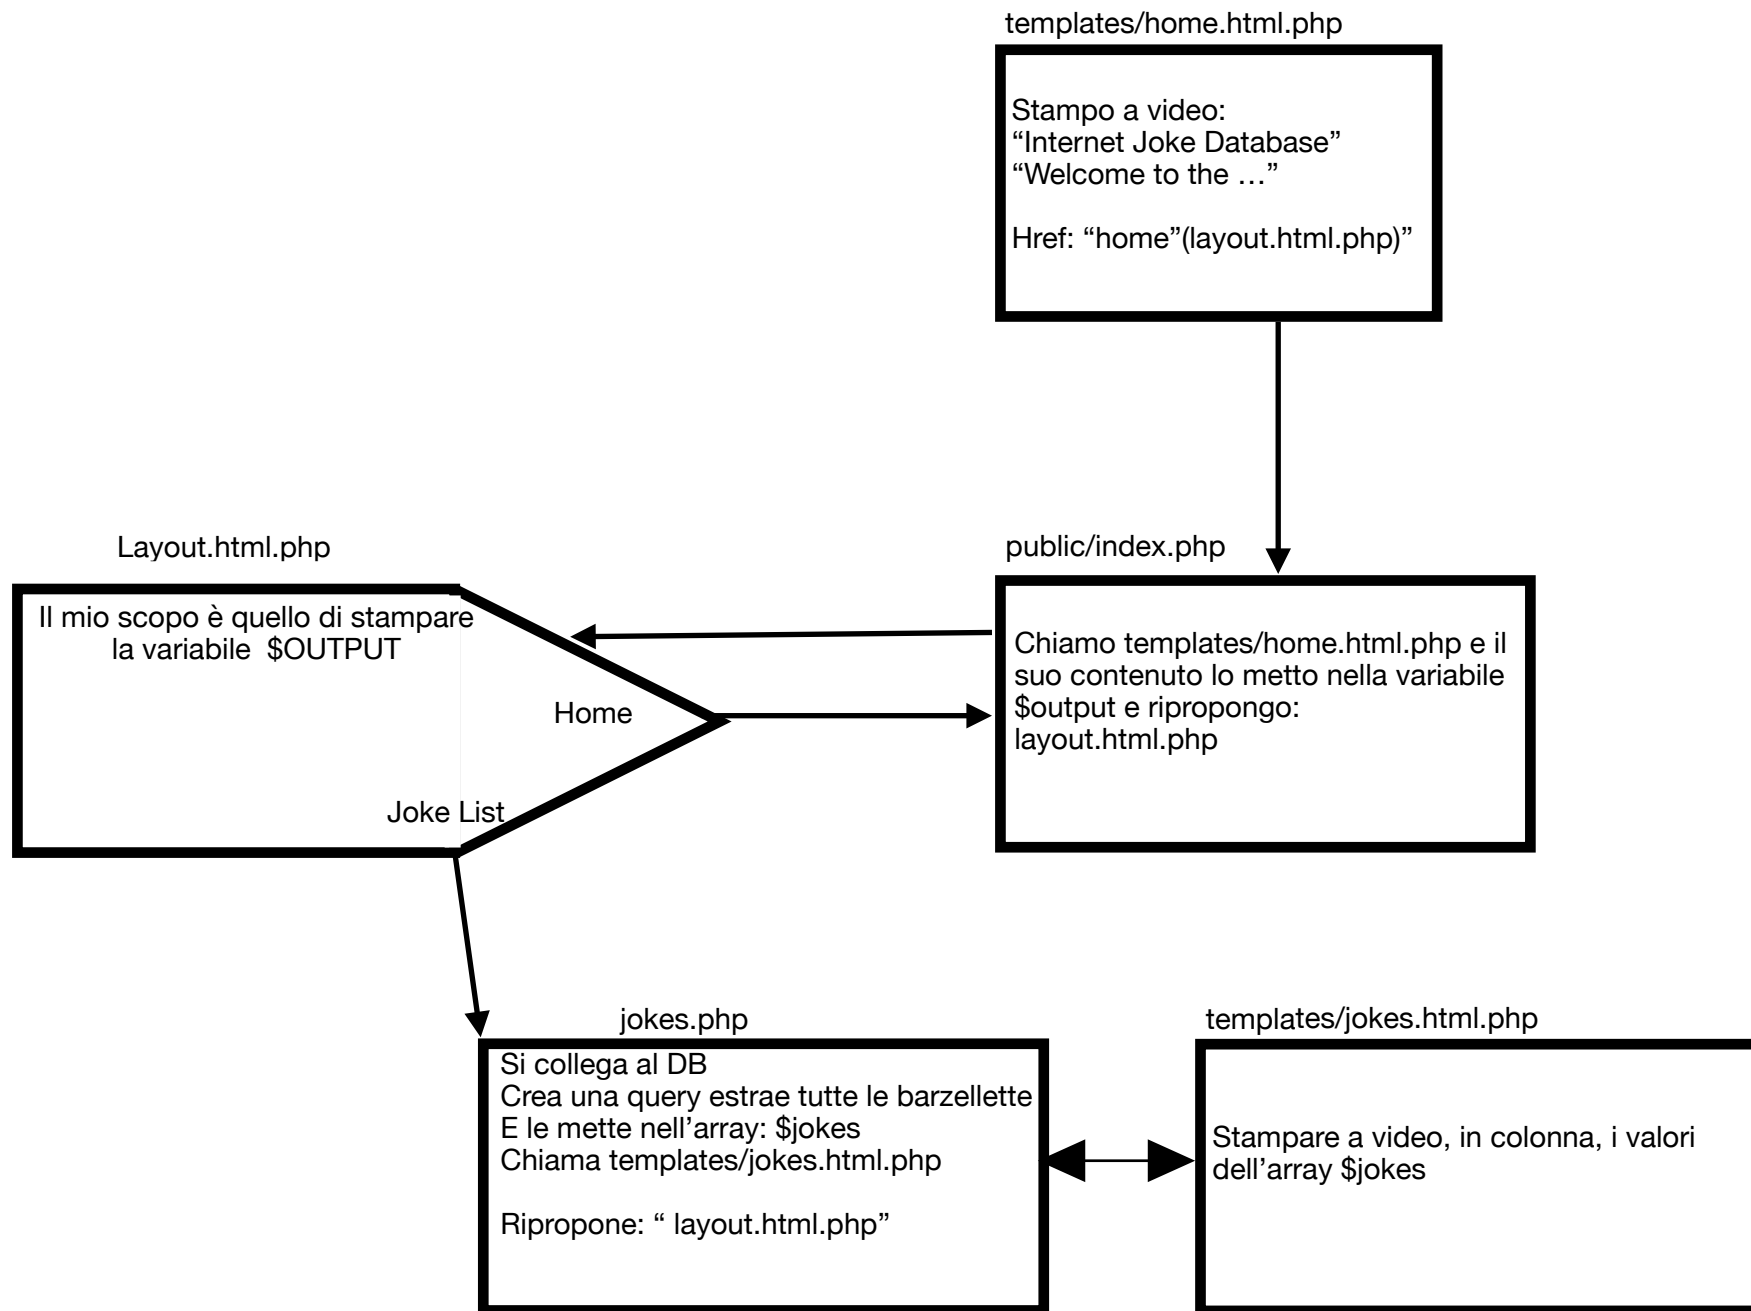 templates/home.html.php
Stampo a video:
“Internet Joke Database”
“Welcome to the …”
Href: “home”(layout.html.php)”
Layout.html.php
Il mio scopo è quello di stampare
la variabile  $OUTPUT
Home
Joke List
public/index.php
Chiamo templates/home.html.php e il
suo contenuto lo metto nella variabile
$output e ripropongo:
layout.html.php
jokes.php
Si collega al DB
Crea una query estrae tutte le barzellette
E le mette nell’array: $jokes
Chiama templates/jokes.html.php
Ripropone: “ layout.html.php”
templates/jokes.html.php
Stampare a video, in colonna, i valori
dell’array $jokes